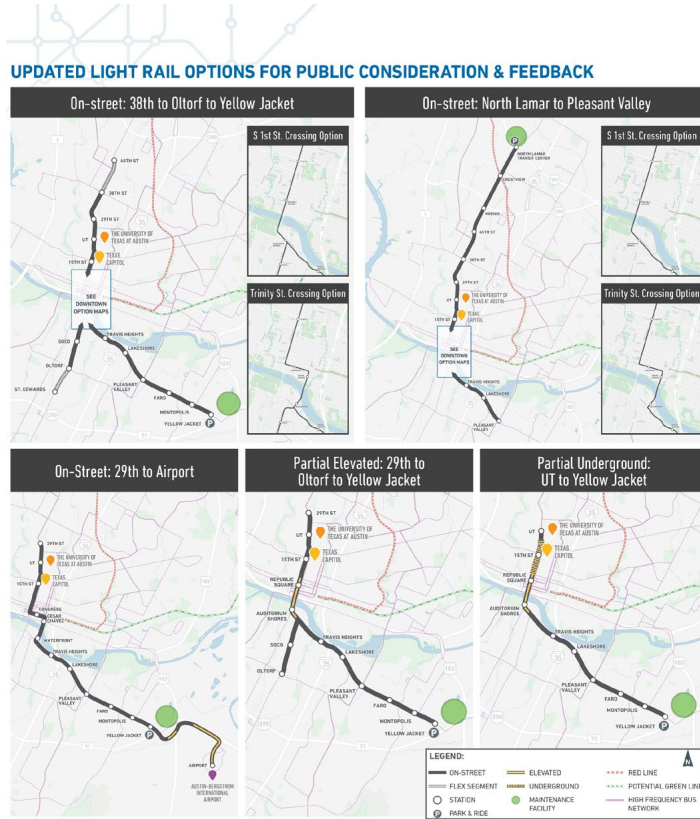 UPDATED LIGHT RAIL OPTIONS FOR PUBLIC CONSIDERATION & FEEDBACK
On-street: 38th to Oltorf to Yellow Jacket
45TH ST
38TH ST
29TH ST
UT
THE UNIVERSITY OF
TEXAS AT AUSTIN
TEXAS
CAPITOL
15TH ST
SEE
DOWNTOWN
OPTION MAPS
SOCO
TRAVIS HEIGHTS
LAKESHORE
OLTORF
ST. EDWARDS
PLEASANT
VALLEY
FARO
MONTOPOLIS
YELLOW JACKET
P
35
183
71
S 1st St. Crossing Option
Trinity St. Crossing Option
On-street: North Lamar to Pleasant Valley
P
NORTH LAMAR
TRANSIT CENTER
CRESTVIEW
KOENIG
45TH ST
38TH ST
29TH ST
UT
THE UNIVERSITY OF
TEXAS AT AUSTIN
15TH ST
TEXAS
CAPITOL
SEE
DOWNTOWN
OPTION MAPS
TRAVIS HEIGHTS
LAKESHORE
PLEASANT
VALLEY
S 1st St. Crossing Option
Trinity St. Crossing Option
On-Street: 29th to Airport
29TH ST
UT
THE UNIVERSITY OF
TEXAS AT AUSTIN
15TH ST
TEXAS
CAPITOL
CONGRESS
CESAR
CHAVEZ
WATERFRONT
TRAVIS HEIGHTS
LAKESHORE
PLEASANT
VALLEY
FARO
MONTOPOLIS
YELLOW JACKET
P
AIRPORT
AUSTIN-BERGSTROM
INTERNATIONAL
AIRPORT
Partial Elevated: 29th to
Oltorf to Yellow Jacket
29TH ST
UT
THE UNIVERSITY OF
TEXAS AT AUSTIN
15TH ST
TEXAS
CAPITOL
REPUBLIC
SQUARE
AUDITORIUM
SHORES
SOCO
TRAVIS HEIGHTS
LAKESHORE
OLTORF
PLEASANT
VALLEY
FARO
MONTOPOLIS
YELLOW JACKET
P
Partial Underground:
UT to Yellow Jacket
UT
THE UNIVERSITY OF
TEXAS AT AUSTIN
15TH ST
TEXAS
CAPITOL
REPUBLIC
SQUARE
AUDITORIUM
SHORES
TRAVIS HEIGHTS
LAKESHORE
PLEASANT
VALLEY
FARO
MONTOPOLIS
YELLOW JACKET
P
LEGEND:
N
ON-STREET
ELEVATED
RED LINE
FLEX SEGMENT
UNDERGROUND
POTENTIAL GREEN LINE
STATION
MAINTENANCE
FACILITY
HIGH FREQUENCY BUS
NETWORK
P PARK & RIDE